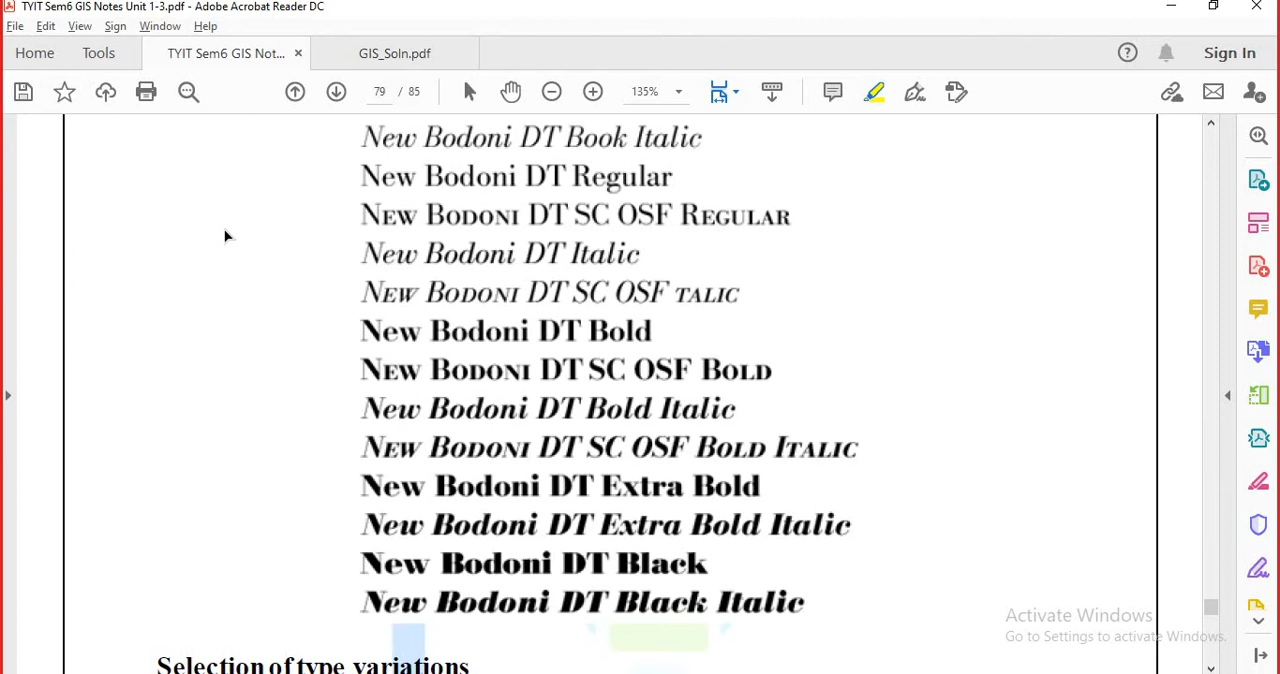 TYIT Sem6 GIS Notes Unit 1-3.pdf - Adobe Acrobat Reader DC
File Edit View Sign Window Help
Home Tools TYIT Sem6 GIS Not... × GIS_Soln.pdf Sign In
79 / 85 135%
New Bodoni DT Book Italic
New Bodoni DT Regular
NEW BODONI DT SC OSF REGULAR
New Bodoni DT Italic
NEW BODONI DT SC OSF TALIC
New Bodoni DT Bold
NEW BODONI DT SC OSF BOLD
New Bodoni DT Bold Italic
NEW BODONI DT SC OSF BOLD ITALIC
New Bodoni DT Extra Bold
New Bodoni DT Extra Bold Italic
New Bodoni DT Black
New Bodoni DT Black Italic
Activate Windows
Go to Settings to activate Windows.
Selection of type variations